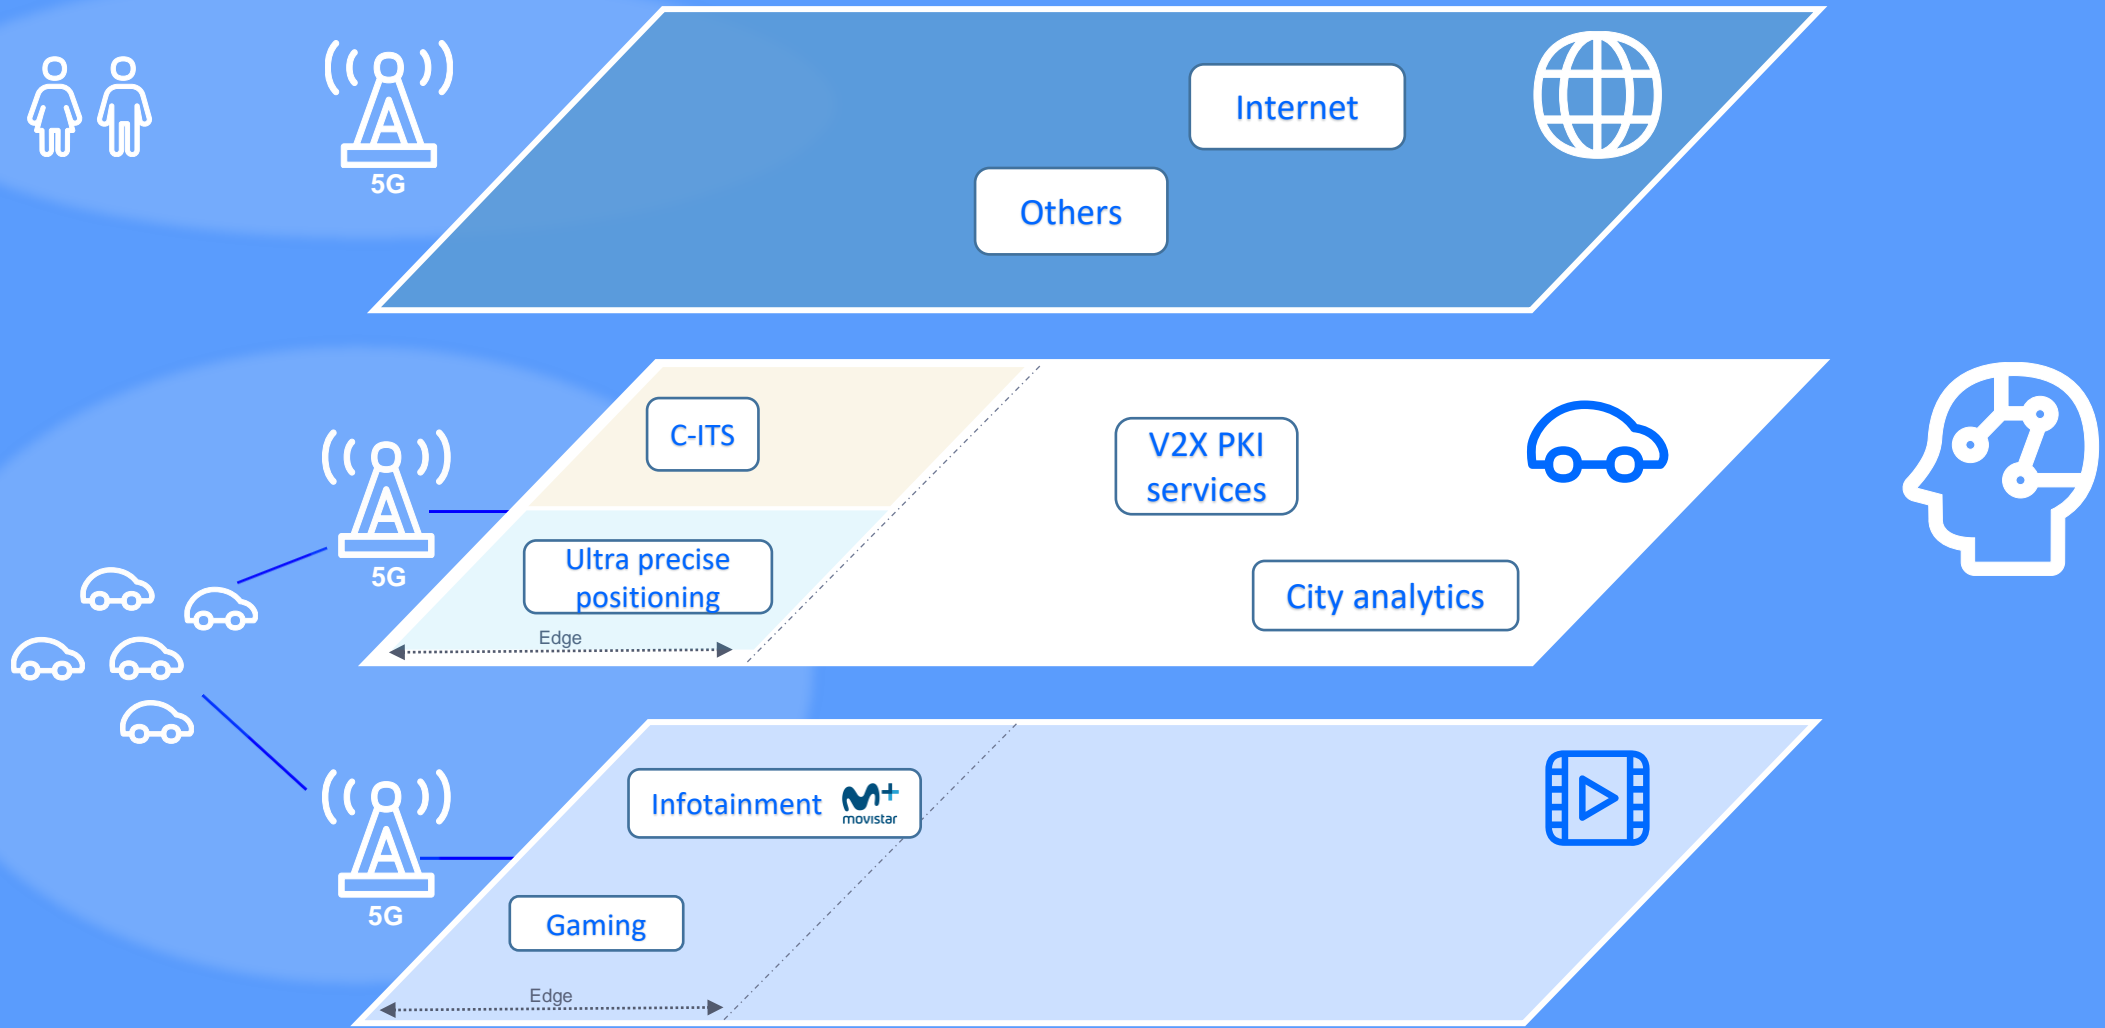 Internet
5G
Others
C-ITS
V2X PKI
services
5G
Ultra precise
positioning
City analytics
Edge
Infotainment
movistar
5G
Gaming
Edge